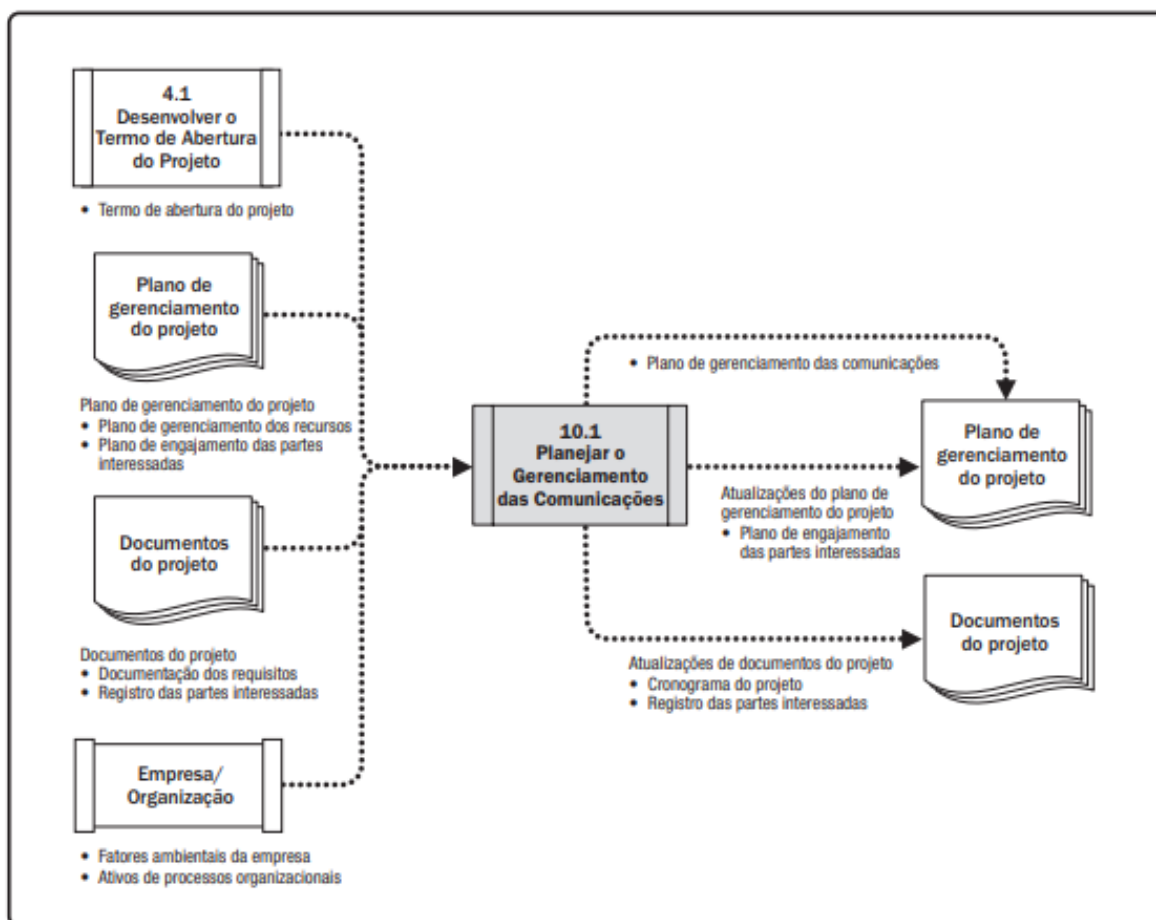 4.1
Desenvolver o
Termo de Abertura
do Projeto
• Termo de abertura do projeto
Plano de
gerenciamento
do projeto
Plano de gerenciamento do projeto
• Plano de gerenciamento dos recursos
• Plano de engajamento das partes
interessadas
Documentos
do projeto
Documentos do projeto
• Documentação dos requisitos
• Registro das partes interessadas
Empresa/
Organização
• Fatores ambientais da empresa
• Ativos de processos organizacionais
10.1
Planejar o
Gerenciamento
das Comunicações
• Plano de gerenciamento das comunicações
Atualizações do plano de
gerenciamento do projeto
• Plano de engajamento
das partes interessadas
Atualizações de documentos do projeto
• Cronograma do projeto
• Registro das partes interessadas
Plano de
gerenciamento
do projeto
Documentos
do projeto